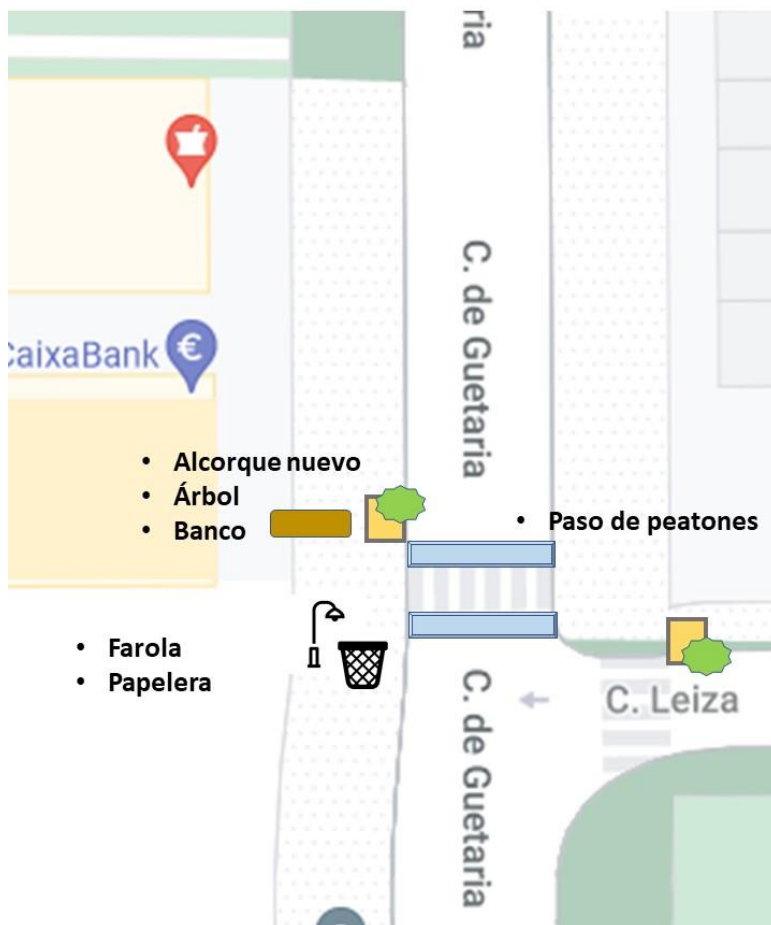 ria
C. de Guetaria
CaixaBank
€
• Alcorque nuevo
• Árbol
• Banco
• Paso de peatones
• Farola
• Papelera
C. Leiza
C. de Guetaria